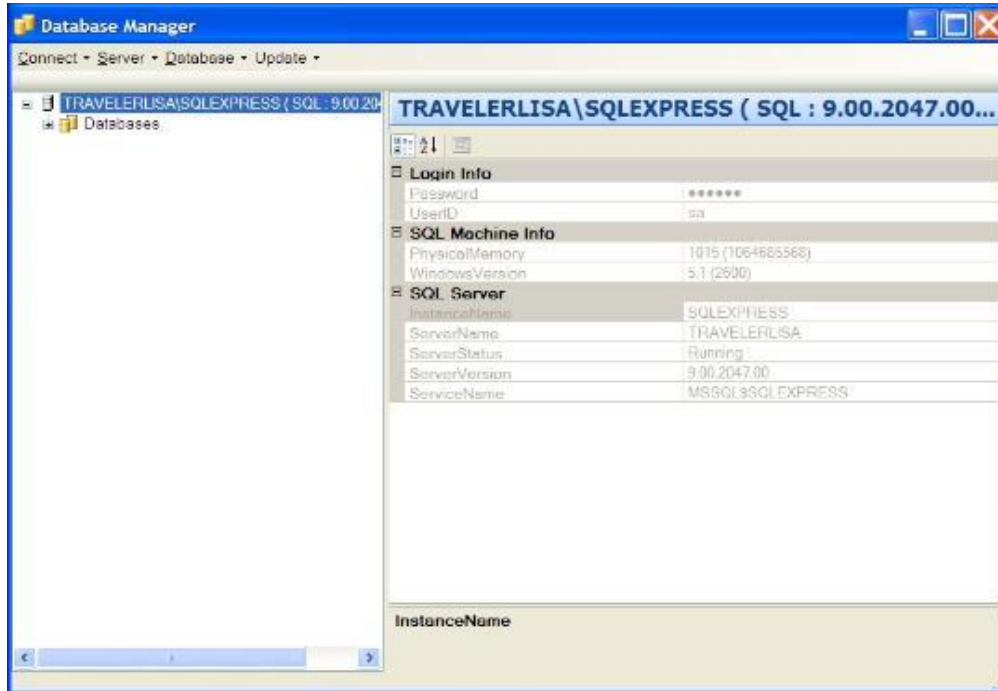 Database Manager
Connect Server Database Update
TRAVELERLISA\SQLEXPRESS ( SQL : 9.00.204
Databases
TRAVELERLISA\SQLEXPRESS ( SQL : 9.00.2047.00...
Login Info
Password ●●●●●●
UserID sa
SQL Machine Info
PhysicalMemory 1015 (1064685568)
WindowsVersion 5.1 (2600)
SQL Server
InstanceName SQLEXPRESS
ServerName TRAVELERLISA
ServerStatus Running
ServerVersion 9.00.2047.00
ServiceName MSSQL$SQLEXPRESS
InstanceName